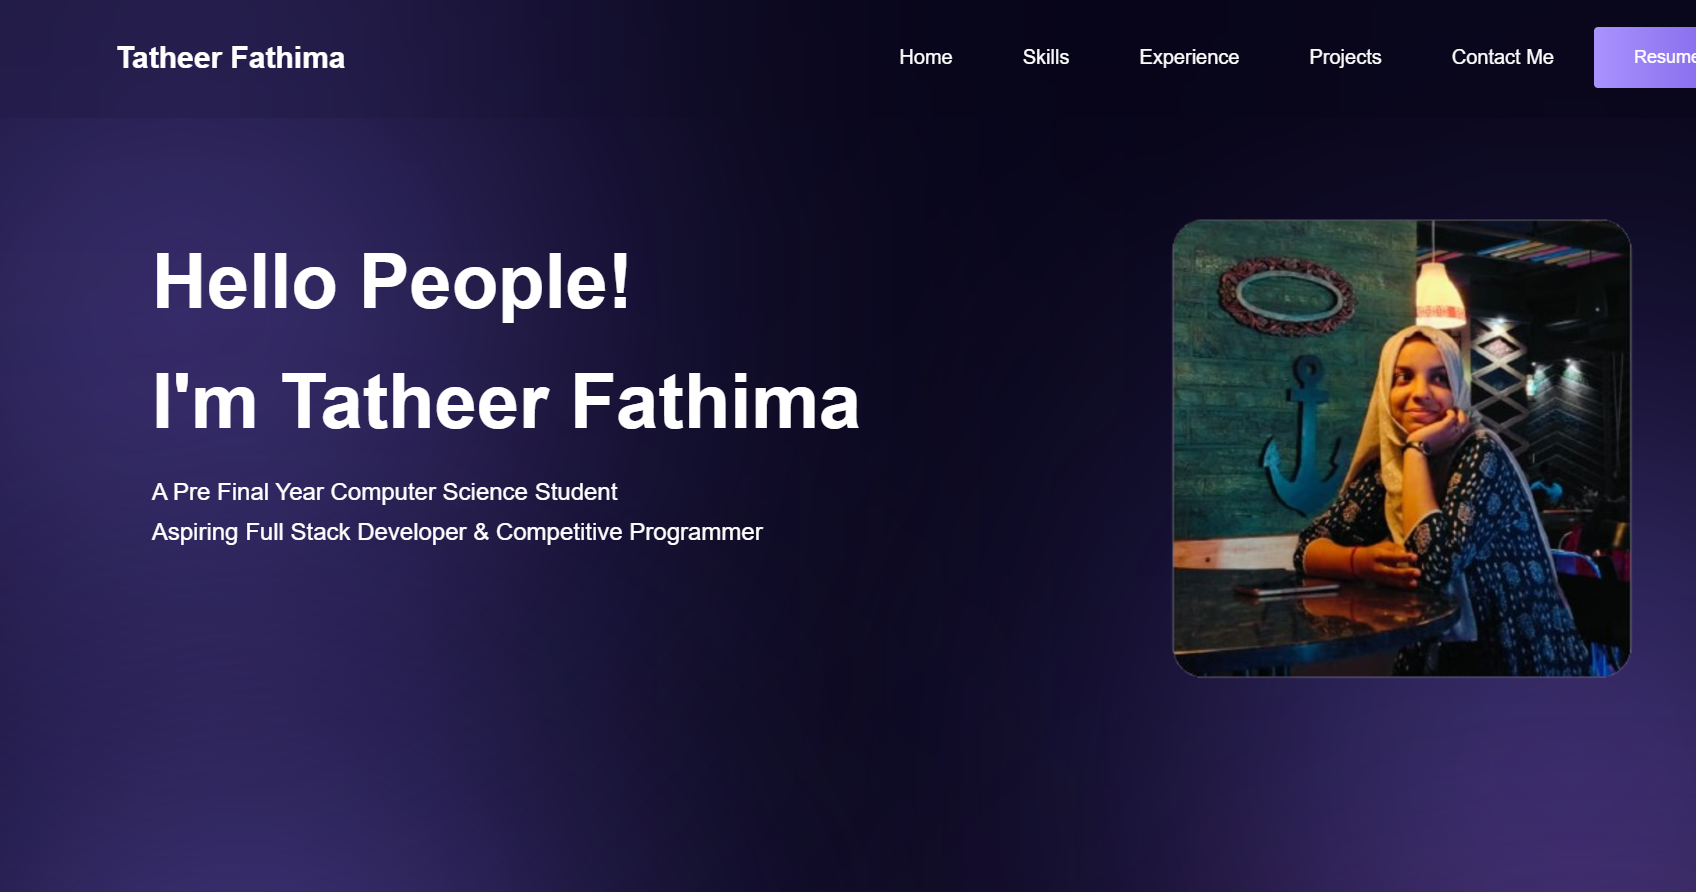 Tatheer Fathima
Home Skills Experience Projects Contact Me Resume
Hello People!
I'm Tatheer Fathima
A Pre Final Year Computer Science Student
Aspiring Full Stack Developer & Competitive Programmer